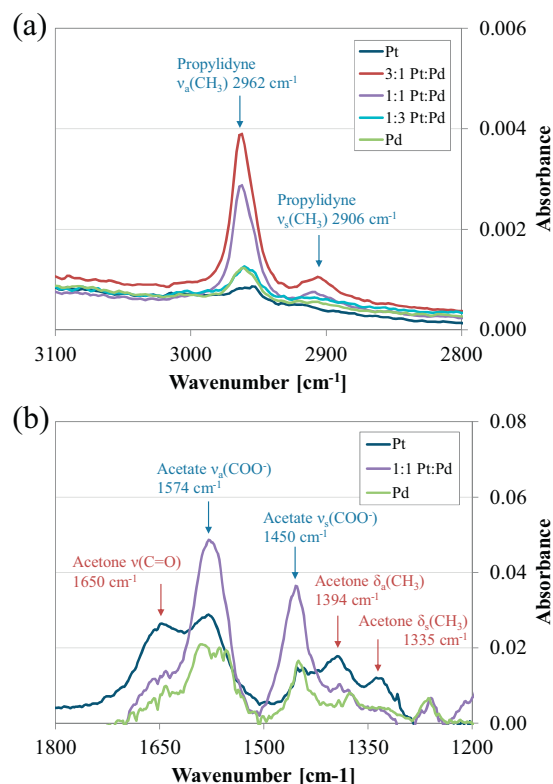 (a)
0.006
0.004
0.002
0.000
Absorbance
Propylidyne
νa(CH3) 2962 cm-1
Propylidyne
νs(CH3) 2906 cm-1
Pt
3:1 Pt:Pd
1:1 Pt:Pd
1:3 Pt:Pd
Pd
3100
3000
2900
2800
Wavenumber [cm-1]
(b)
0.08
0.06
0.04
0.02
0.00
Absorbance
Acetate νa(COO-)
1574 cm-1
Pt
1:1 Pt:Pd
Pd
Acetate νs(COO-)
1450 cm-1
Acetone ν(C=O)
1650 cm-1
Acetone δa(CH3)
1394 cm-1
Acetone δs(CH3)
1335 cm-1
1800
1650
1500
1350
1200
Wavenumber [cm-1]